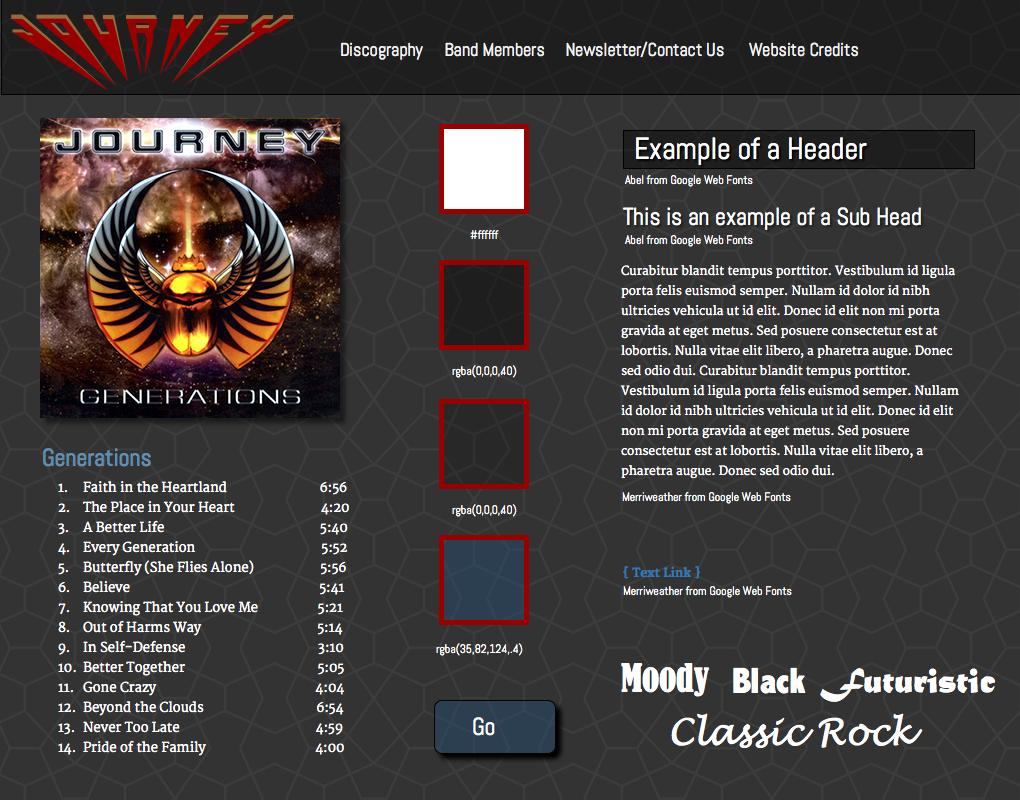 JOURNEY
Discography Band Members Newsletter/Contact Us Website Credits
JOURNEY
GENERATIONS
Generations
1. Faith in the Heartland 6:56
2. The Place in Your Heart 4:20
3. A Better Life 5:40
4. Every Generation 5:52
5. Butterfly (She Flies Alone) 5:56
6. Believe 5:41
7. Knowing That You Love Me 5:21
8. Out of Harms Way 5:14
9. In Self-Defense 3:10
10. Better Together 5:05
11. Gone Crazy 4:04
12. Beyond the Clouds 6:54
13. Never Too Late 4:59
14. Pride of the Family 4:00
#ffffff
rgba(0,0,0,40)
rgba(0,0,0,40)
rgba(35,82,124,.4)
Go
Example of a Header
Abel from Google Web Fonts
This is an example of a Sub Head
Abel from Google Web Fonts
Curabitur blandit tempus porttitor. Vestibulum id ligula
porta felis euismod semper. Nullam id dolor id nibh
ultricies vehicula ut id elit. Donec id elit non mi porta
gravida at eget metus. Sed posuere consectetur est at
lobortis. Nulla vitae elit libero, a pharetra augue. Donec
sed odio dui. Curabitur blandit tempus porttitor.
Vestibulum id ligula porta felis euismod semper. Nullam
id dolor id nibh ultricies vehicula ut id elit. Donec id elit
non mi porta gravida at eget metus. Sed posuere
consectetur est at lobortis. Nulla vitae elit libero, a
pharetra augue. Donec sed odio dui.
Merriweather from Google Web Fonts
{ Text Link }
Merriweather from Google Web Fonts
Moody Black Futuristic
Classic Rock